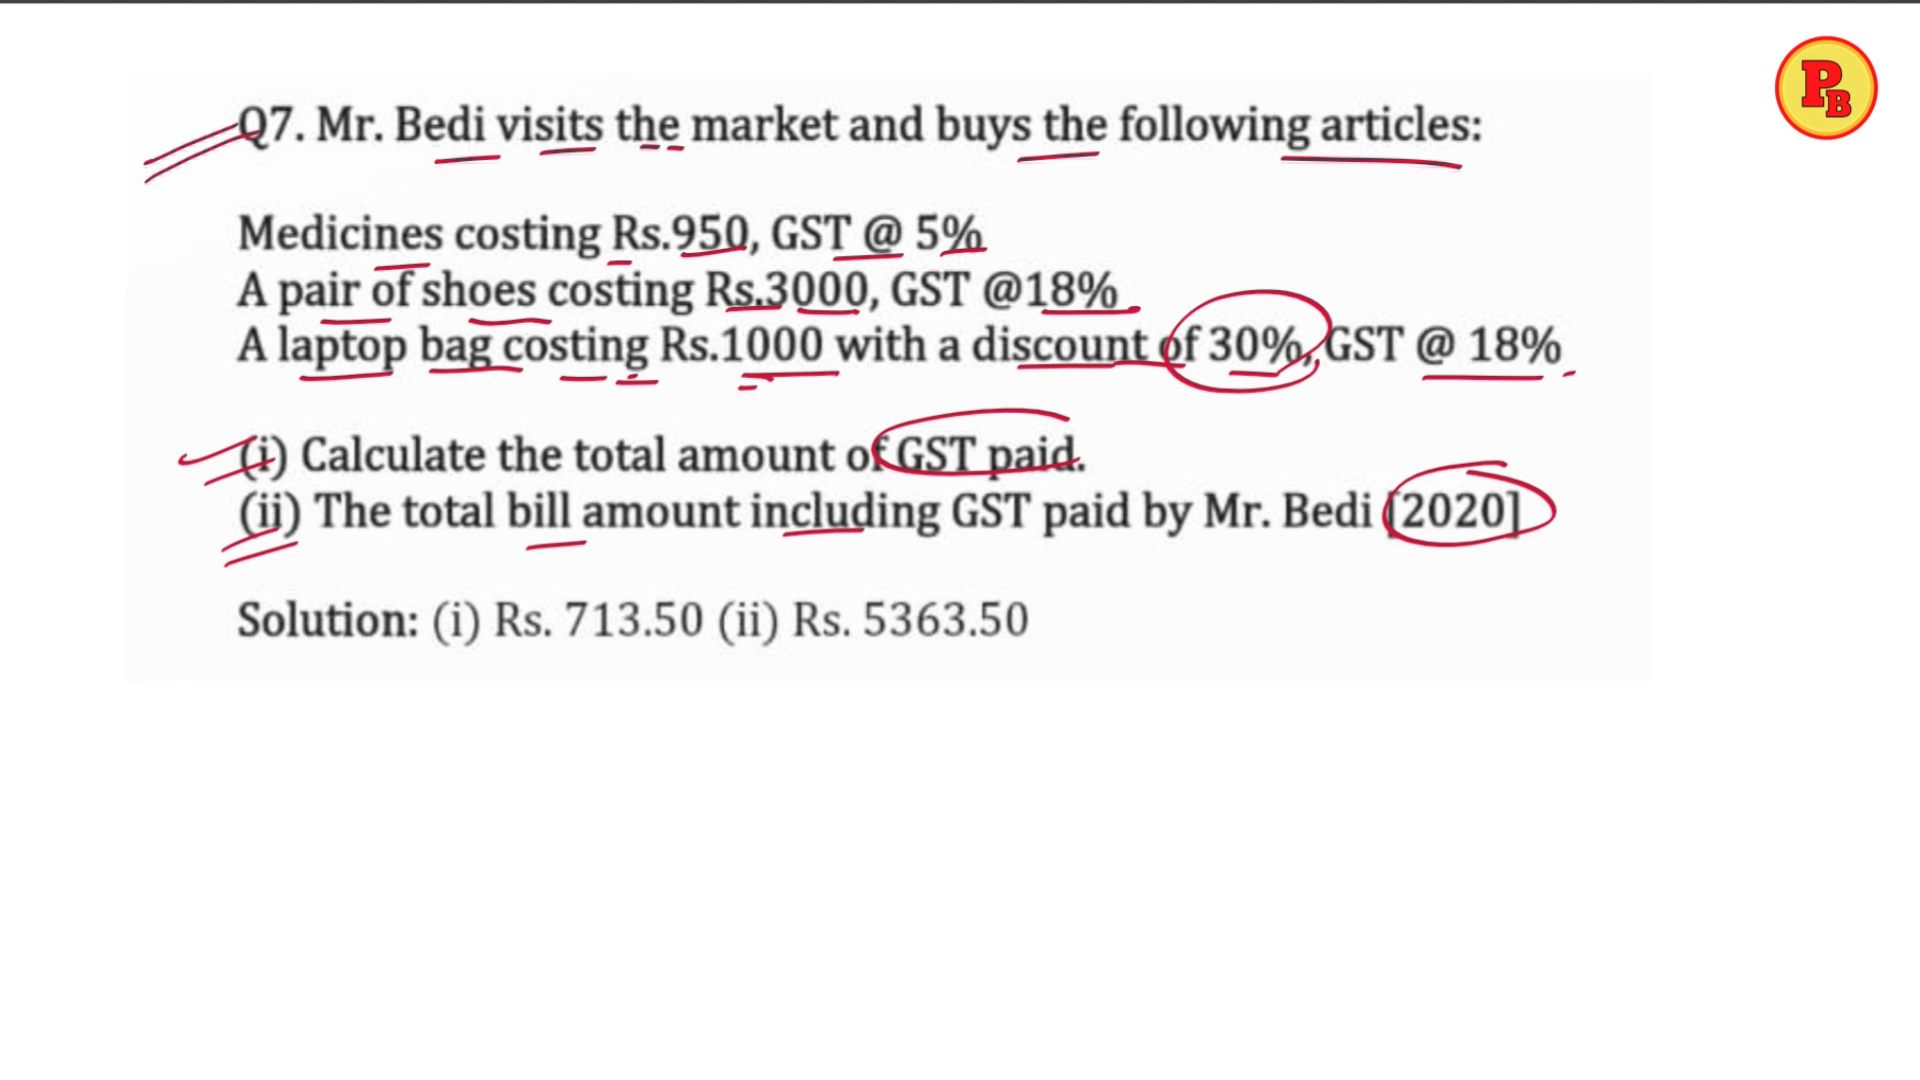 PB
Q7. Mr. Bedi visits the market and buys the following articles:
Medicines costing Rs.950, GST @ 5%
A pair of shoes costing Rs.3000, GST @18%
A laptop bag costing Rs.1000 with a discount of 30%, GST @ 18%
(i) Calculate the total amount of GST paid.
(ii) The total bill amount including GST paid by Mr. Bedi [2020]
Solution: (i) Rs. 713.50 (ii) Rs. 5363.50